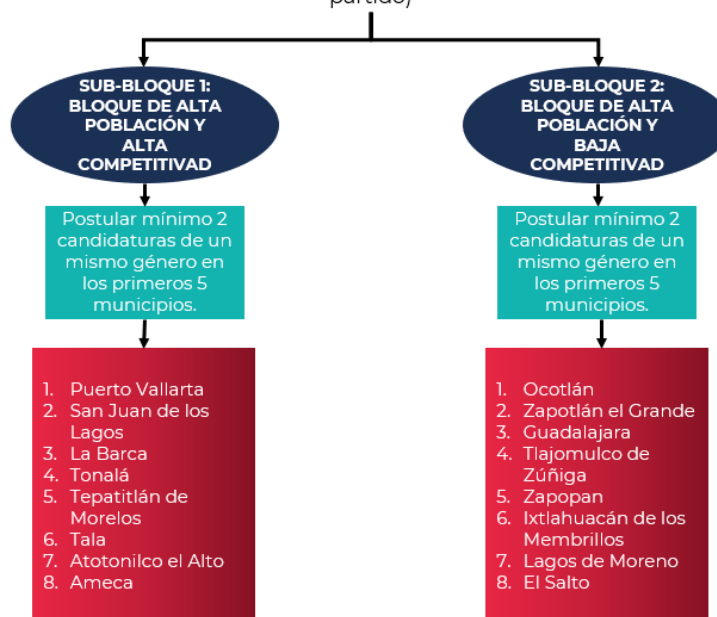 partido)
SUB-BLOQUE 1:
BLOQUE DE ALTA
POBLACIÓN Y
ALTA
COMPETITIVAD
Postular mínimo 2
candidaturas de un
mismo género en
los primeros 5
municipios.
1. Puerto Vallarta
2. San Juan de los
Lagos
3. La Barca
4. Tonalá
5. Tepatitlán de
Morelos
6. Tala
7. Atotonilco el Alto
8. Ameca
SUB-BLOQUE 2:
BLOQUE DE ALTA
POBLACIÓN Y
BAJA
COMPETITIVAD
Postular mínimo 2
candidaturas de un
mismo género en
los primeros 5
municipios.
1. Ocotlán
2. Zapotlán el Grande
3. Guadalajara
4. Tlajomulco de
Zúñiga
5. Zapopan
6. Ixtlahuacán de los
Membrillos
7. Lagos de Moreno
8. El Salto